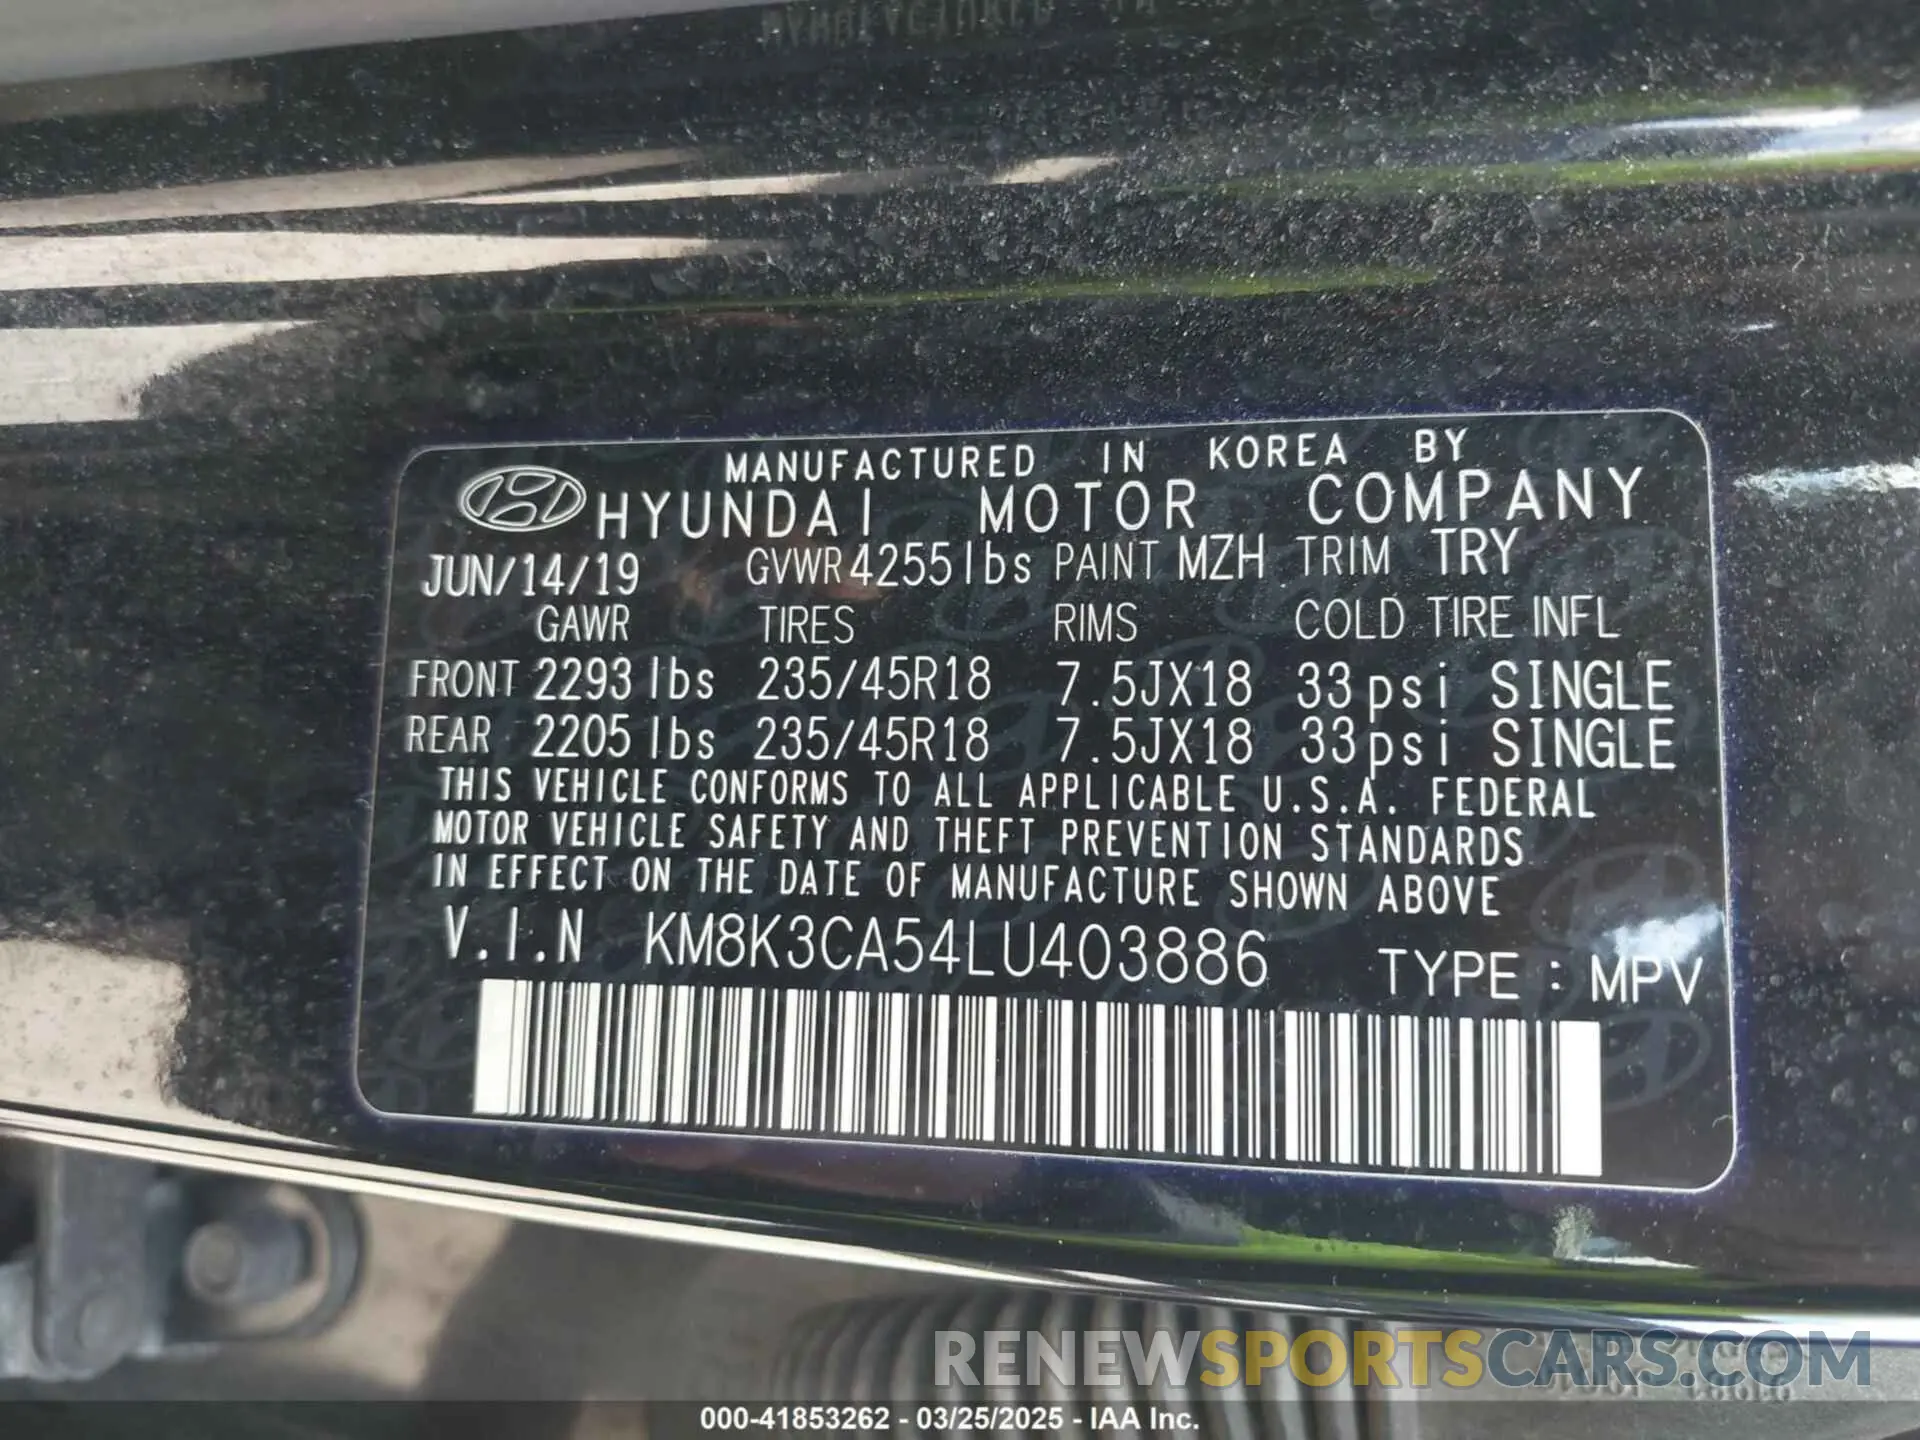 MANUFACTURED IN KOREA BY
HYUNDAI MOTOR COMPANY
JUN/14/19 GVWR 4255lbs PAINT MZH TRIM TRY
GAWR TIRES RIMS COLD TIRE INFL
FRONT 2293lbs 235/45R18 7.5JX18 33psi SINGLE
REAR 2205lbs 235/45R18 7.5JX18 33psi SINGLE
THIS VEHICLE CONFORMS TO ALL APPLICABLE U.S.A. FEDERAL
MOTOR VEHICLE SAFETY AND THEFT PREVENTION STANDARDS
IN EFFECT ON THE DATE OF MANUFACTURE SHOWN ABOVE
V.I.N KM8K3CA54LU403886 TYPE : MPV
RENEWSPORTSCARS.COM
000-41853262 - 03/25/2025 - IAA Inc.